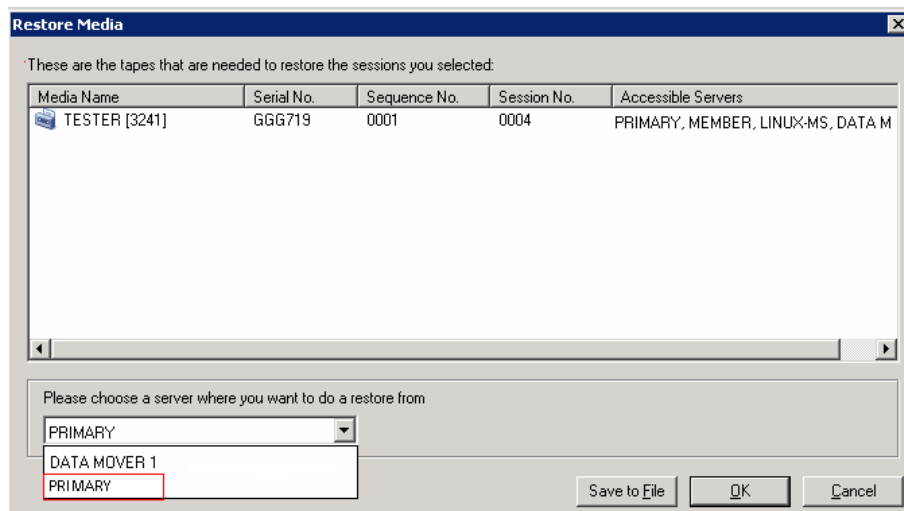 Restore Media
These are the tapes that are needed to restore the sessions you selected:
Media Name Serial No. Sequence No. Session No. Accessible Servers
TESTER [3241] GGG719 0001 0004 PRIMARY, MEMBER, LINUX-MS, DATA M
Please choose a server where you want to do a restore from
PRIMARY
DATA MOVER 1
PRIMARY
Save to File OK Cancel